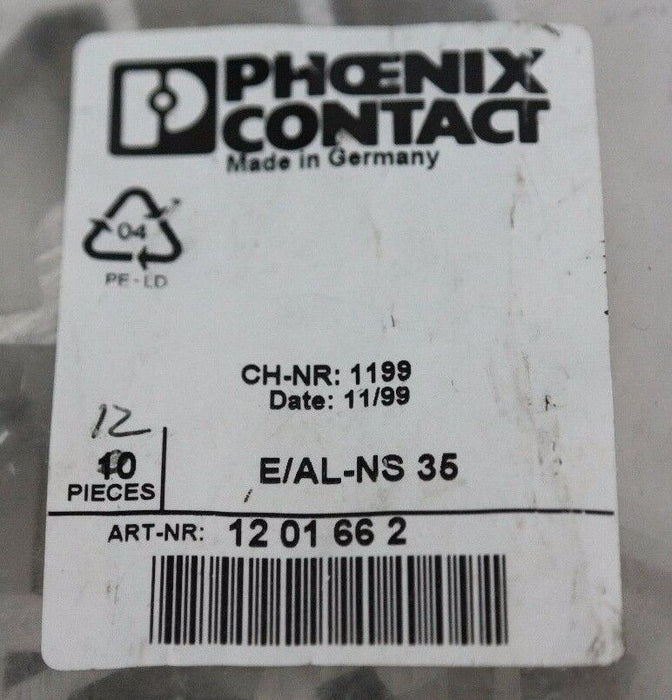 PHŒNIX
CONTACT
Made in Germany
04
PE-LD
CH-NR: 1199
Date: 11/99
12
10
PIECES
E/AL-NS 35
ART-NR: 12 01 66 2